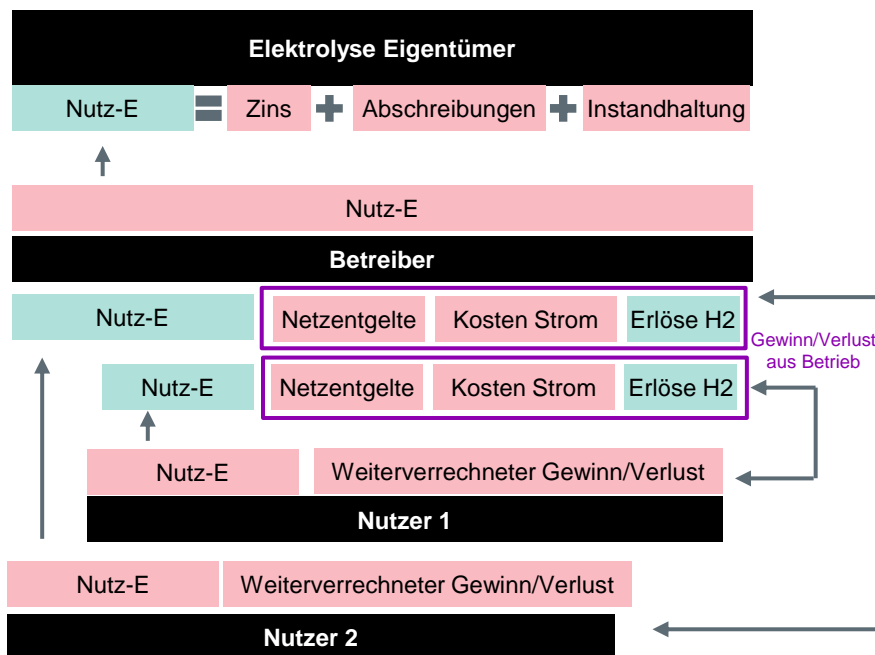 Elektrolyse Eigentümer
Nutz-E = Zins + Abschreibungen + Instandhaltung
Nutz-E
Betreiber
Nutz-E Netzentgelte Kosten Strom Erlöse H2
Gewinn/Verlust
aus Betrieb
Nutz-E Netzentgelte Kosten Strom Erlöse H2
Nutz-E Weiterverrechneter Gewinn/Verlust
Nutzer 1
Nutz-E Weiterverrechneter Gewinn/Verlust
Nutzer 2